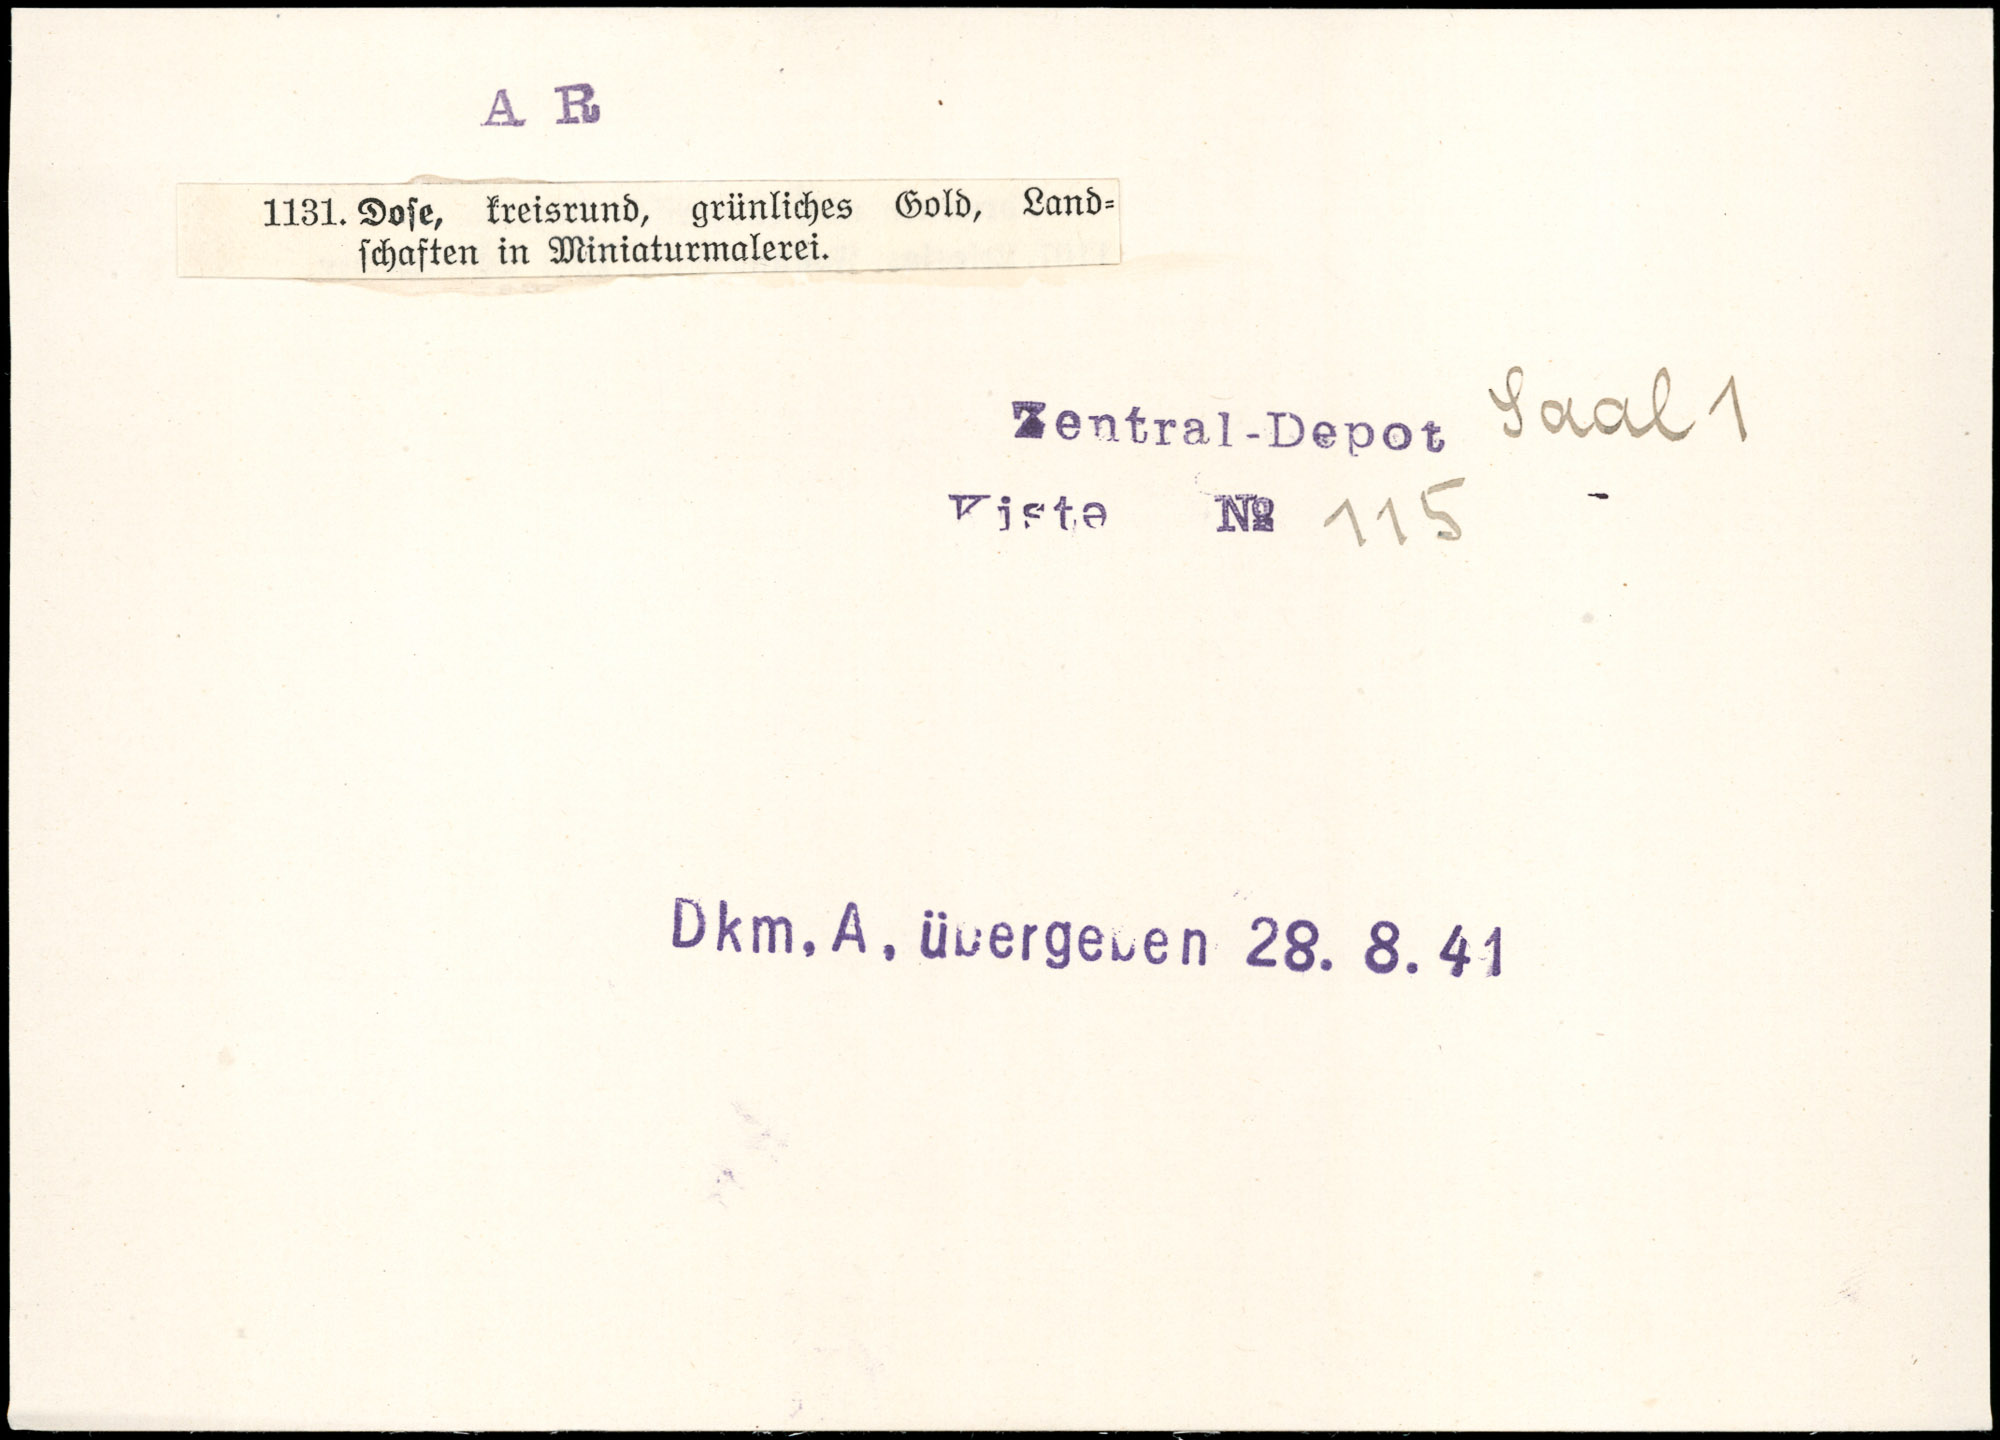 A R
1131. Dose, kreisrund, grünliches Gold, Land-
schaften in Miniaturmalerei.
Zentral-Depot Saal 1
Kiste № 115
Dkm. A. übergeben 28. 8. 41